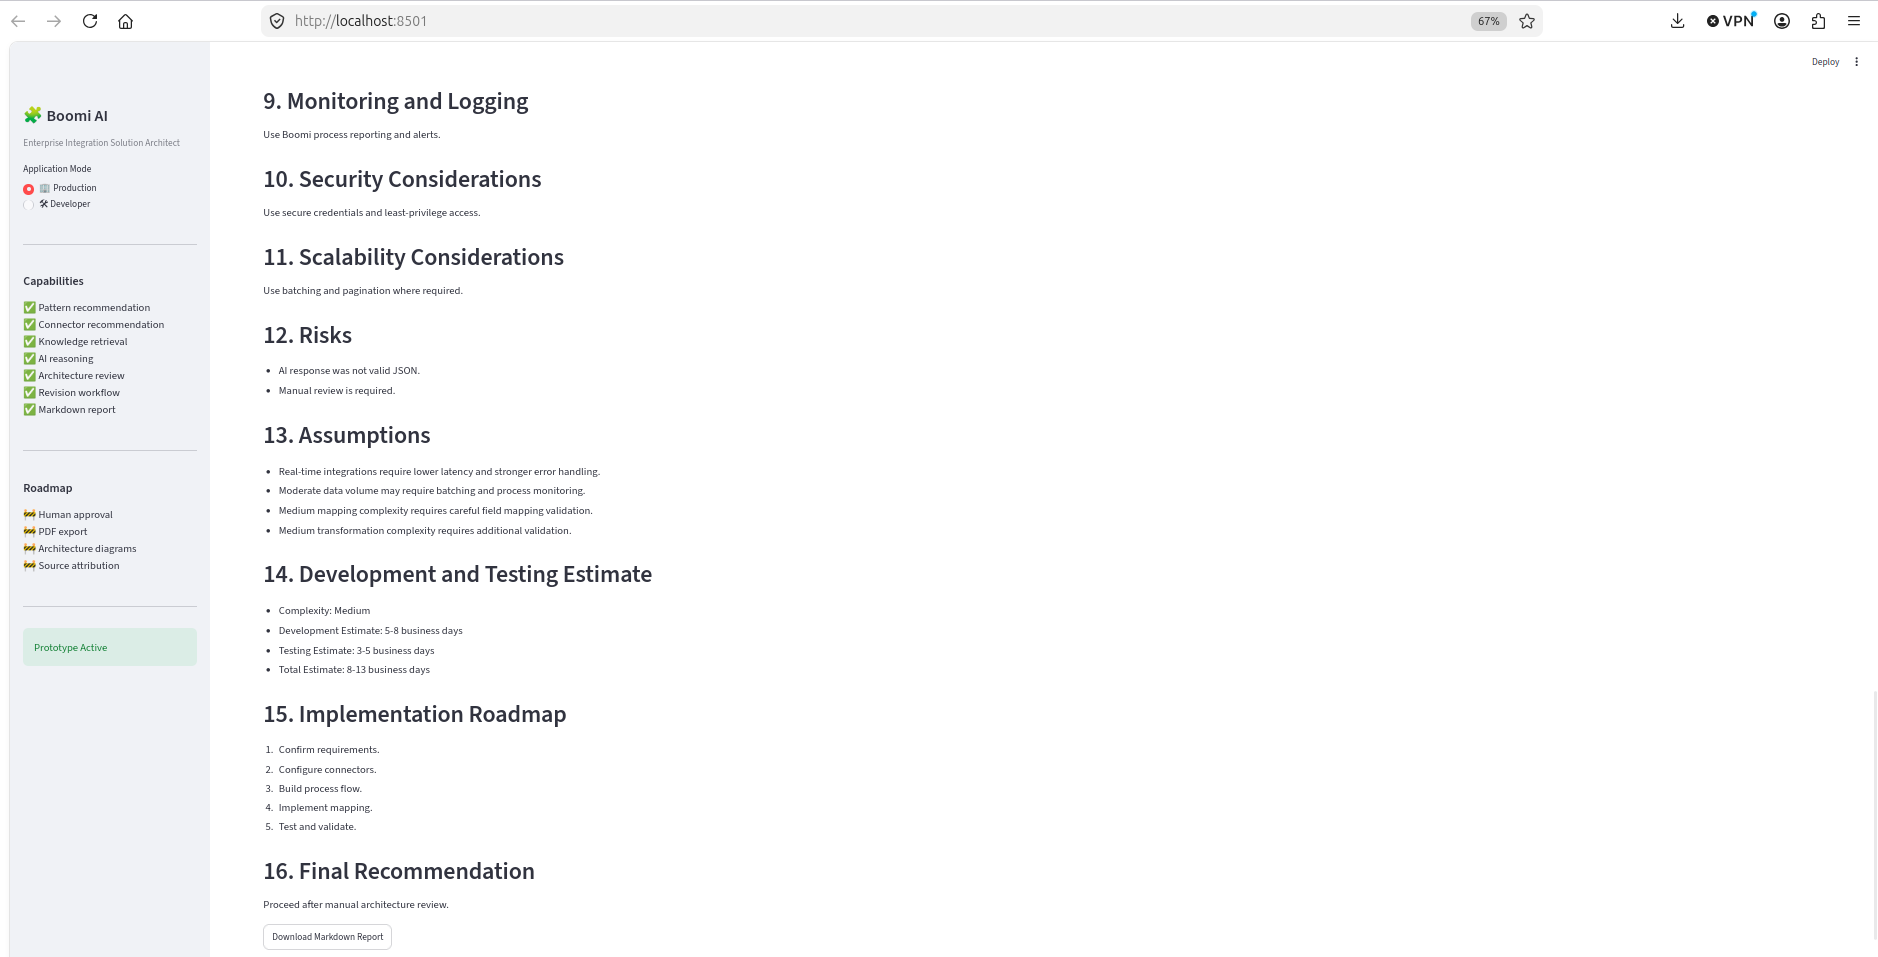 http://localhost:8501
67%
VPN
Deploy
Boomi AI
Enterprise Integration Solution Architect
Application Mode
Production
Developer
Capabilities
Pattern recommendation
Connector recommendation
Knowledge retrieval
AI reasoning
Architecture review
Revision workflow
Markdown report
Roadmap
Human approval
PDF export
Architecture diagrams
Source attribution
Prototype Active
9. Monitoring and Logging
Use Boomi process reporting and alerts.
10. Security Considerations
Use secure credentials and least-privilege access.
11. Scalability Considerations
Use batching and pagination where required.
12. Risks
• AI response was not valid JSON.
• Manual review is required.
13. Assumptions
• Real-time integrations require lower latency and stronger error handling.
• Moderate data volume may require batching and process monitoring.
• Medium mapping complexity requires careful field mapping validation.
• Medium transformation complexity requires additional validation.
14. Development and Testing Estimate
• Complexity: Medium
• Development Estimate: 5-8 business days
• Testing Estimate: 3-5 business days
• Total Estimate: 8-13 business days
15. Implementation Roadmap
1. Confirm requirements.
2. Configure connectors.
3. Build process flow.
4. Implement mapping.
5. Test and validate.
16. Final Recommendation
Proceed after manual architecture review.
Download Markdown Report